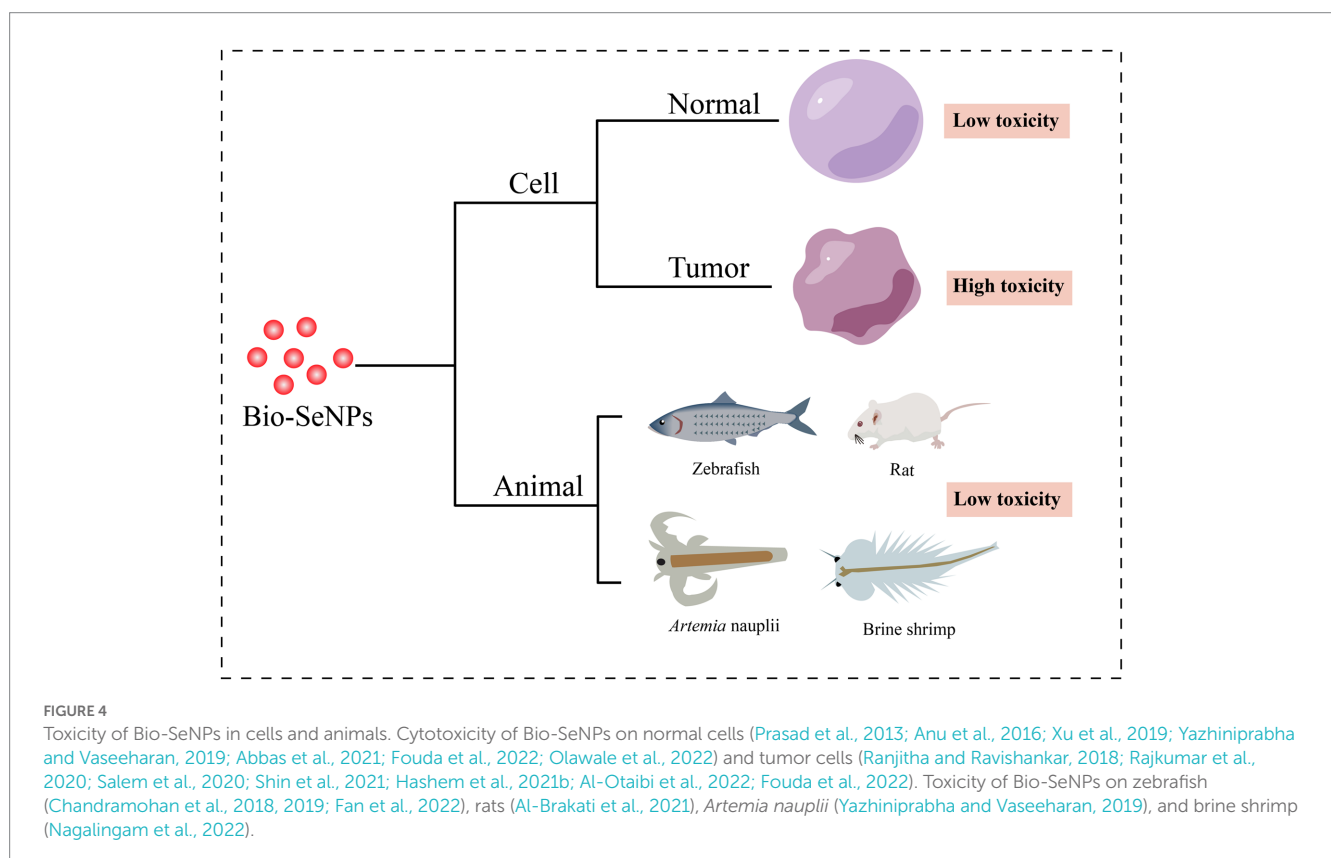 Normal
Low toxicity
Cell
Tumor
High toxicity
Bio-SeNPs
Animal
Zebrafish
Rat
Low toxicity
Artemia nauplii
Brine shrimp
FIGURE 4
Toxicity of Bio-SeNPs in cells and animals. Cytotoxicity of Bio-SeNPs on normal cells (Prasad et al., 2013; Anu et al., 2016; Xu et al., 2019; Yazhiniprabha
and Vaseeharan, 2019; Abbas et al., 2021; Fouda et al., 2022; Olawale et al., 2022) and tumor cells (Ranjitha and Ravishankar, 2018; Rajkumar et al.,
2020; Salem et al., 2020; Shin et al., 2021; Hashem et al., 2021b; Al-Otaibi et al., 2022; Fouda et al., 2022). Toxicity of Bio-SeNPs on zebrafish
(Chandramohan et al., 2018, 2019; Fan et al., 2022), rats (Al-Brakati et al., 2021), Artemia nauplii (Yazhiniprabha and Vaseeharan, 2019), and brine shrimp
(Nagalingam et al., 2022).